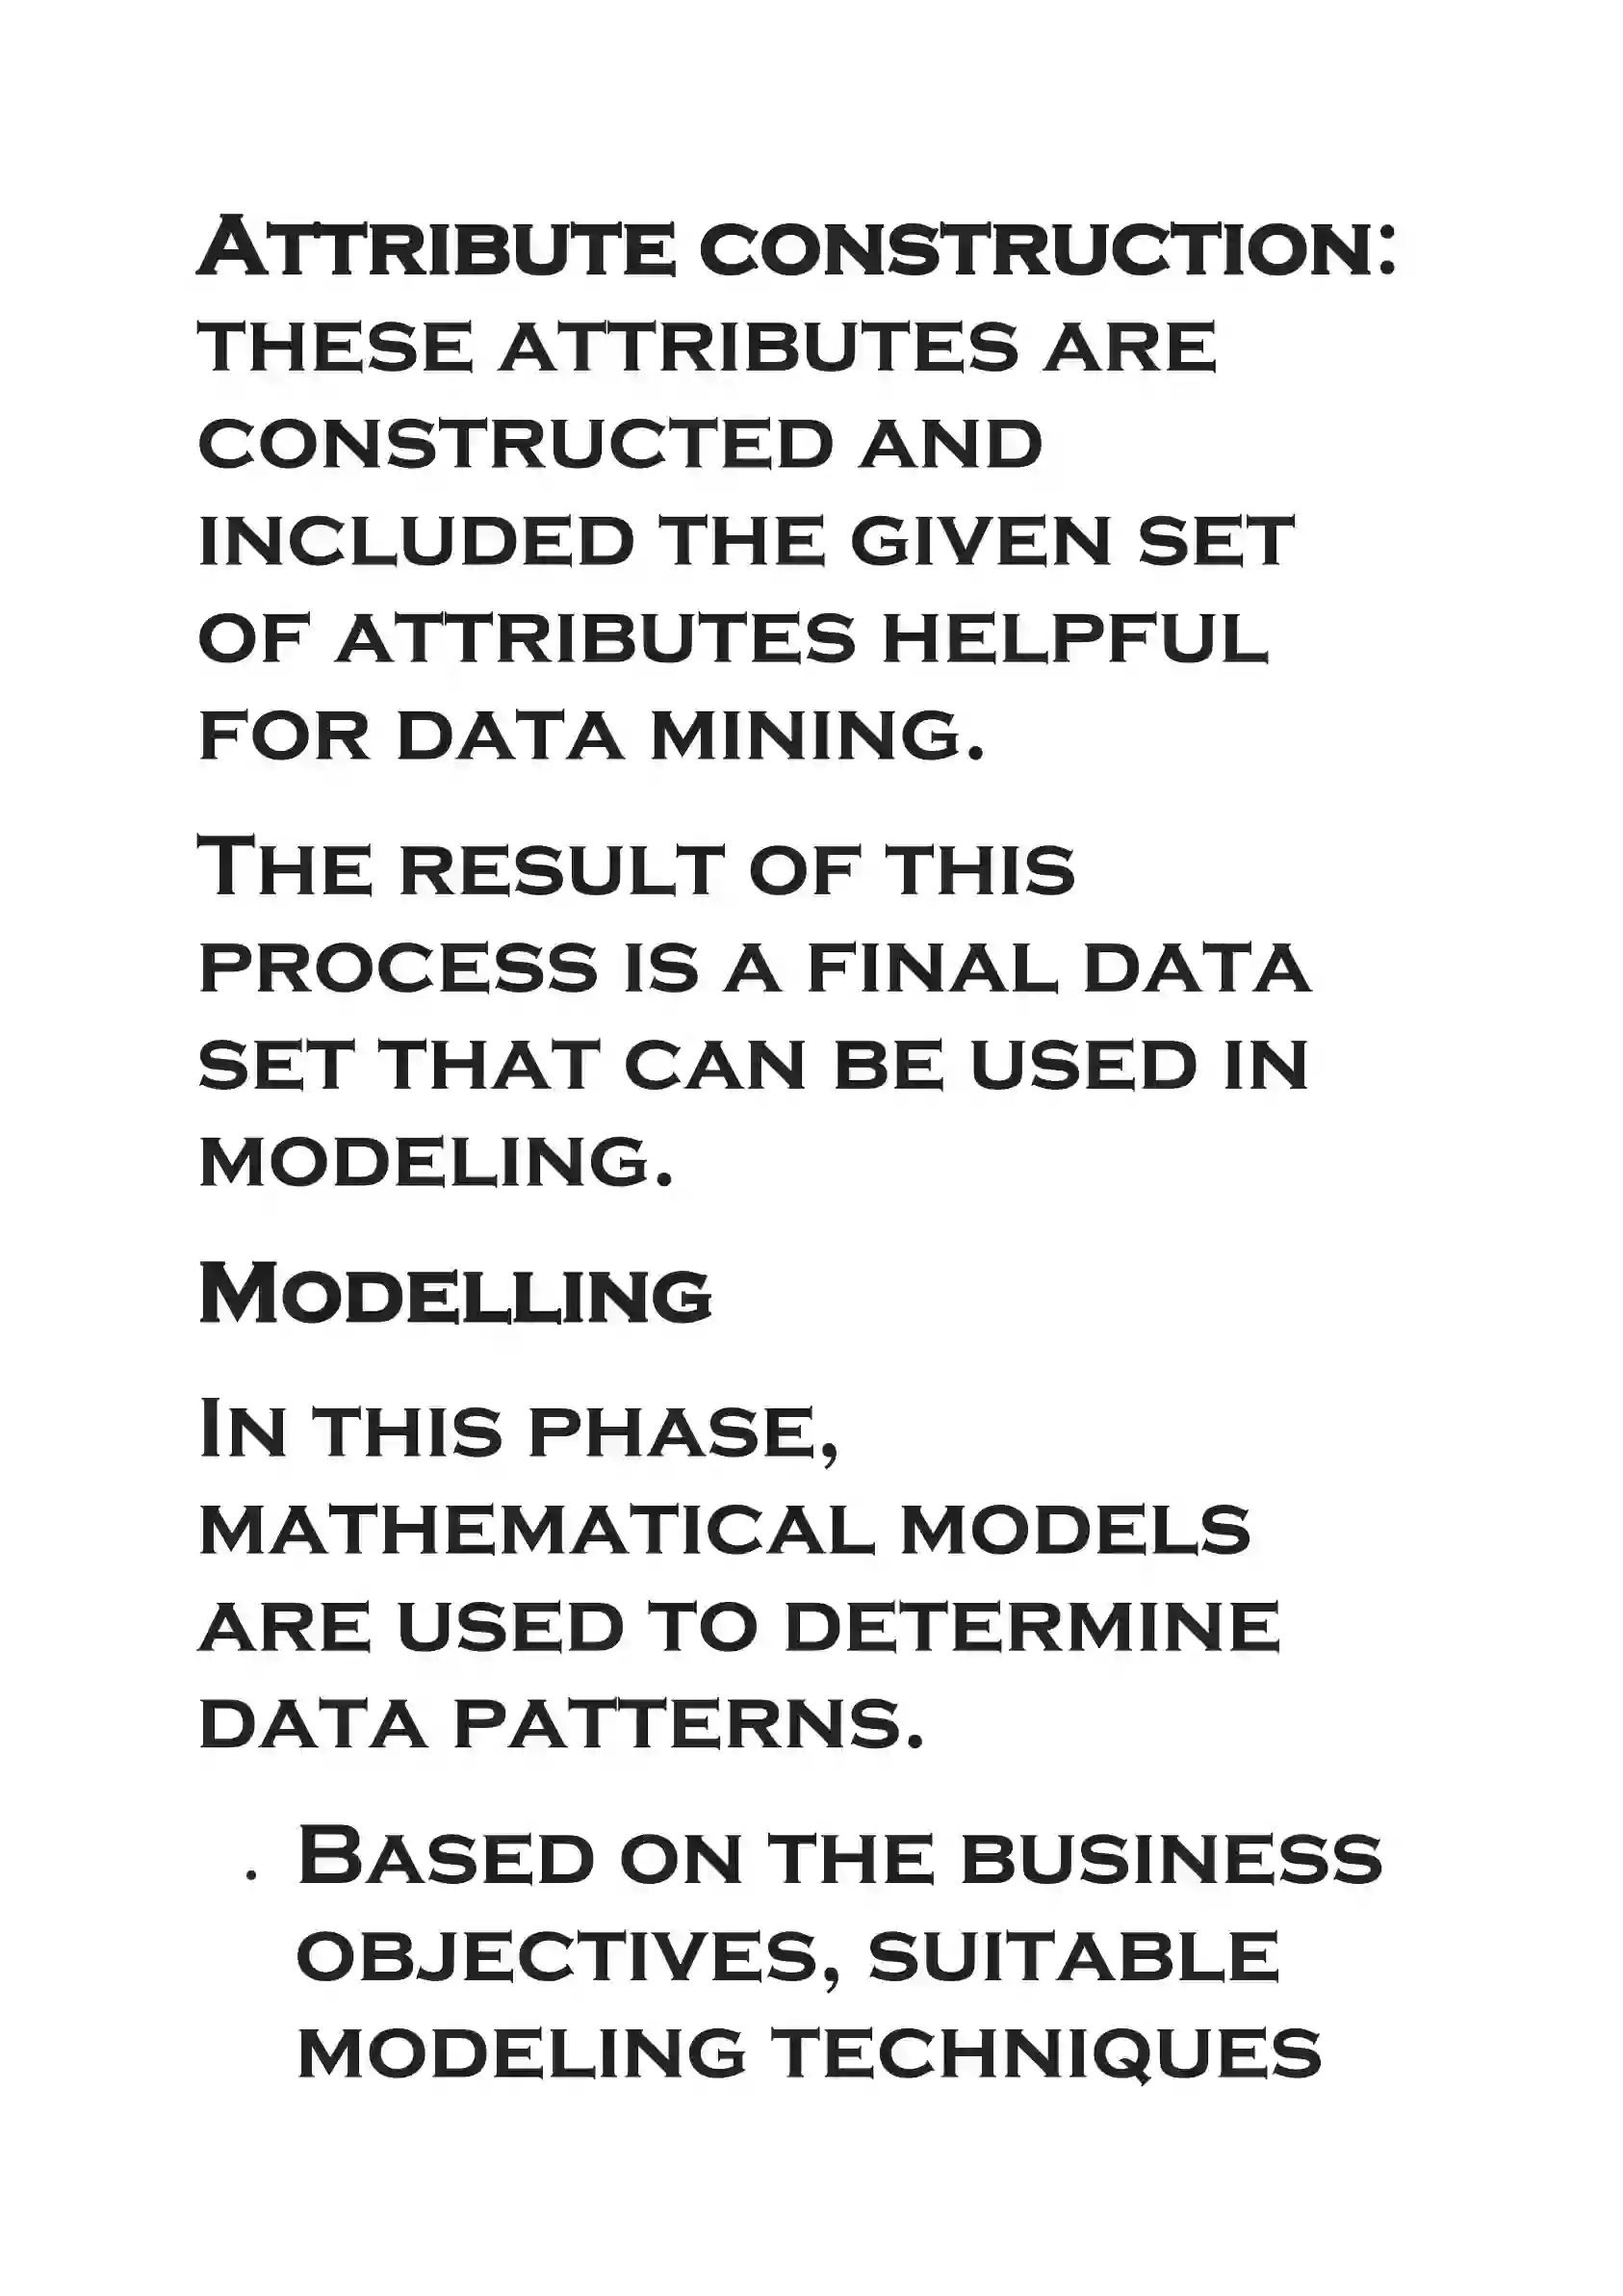 Attribute construction:
these attributes are
constructed and
included the given set
of attributes helpful
for data mining.
The result of this
process is a final data
set that can be used in
modeling.
Modelling
In this phase,
mathematical models
are used to determine
data patterns.
• Based on the business
objectives, suitable
modeling techniques